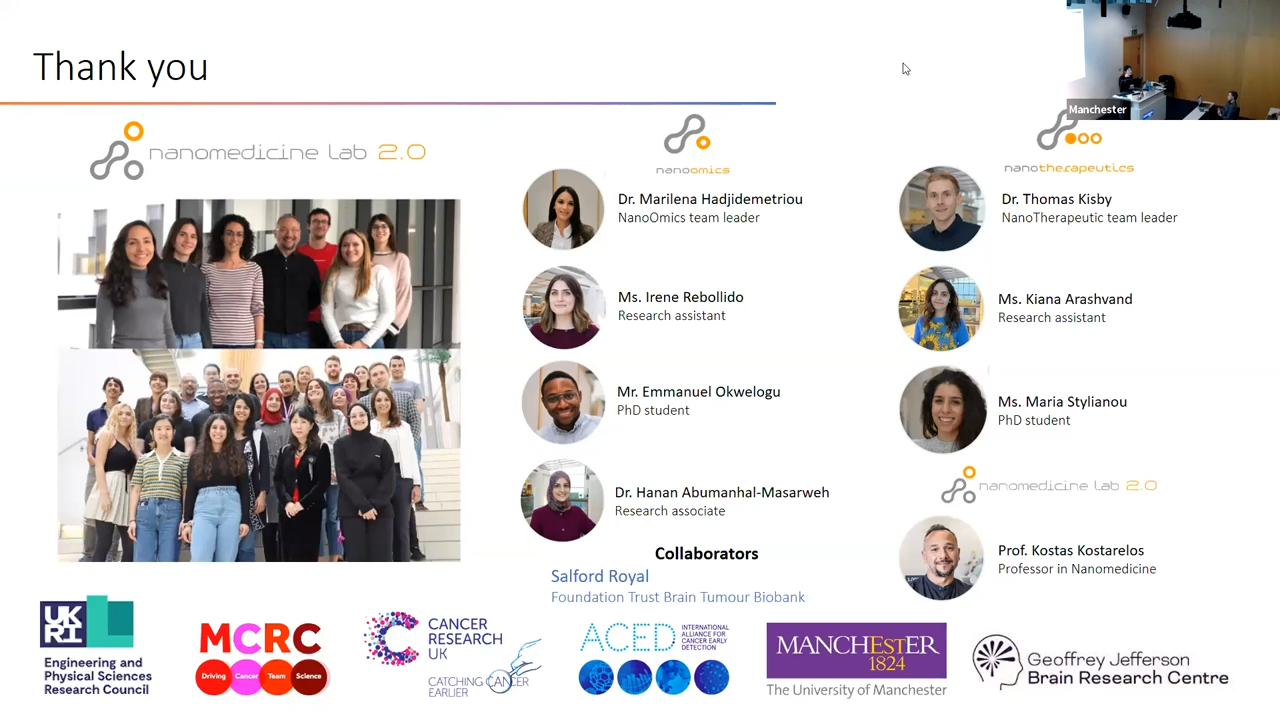 Thank you
Manchester
nanomedicine lab 2.0
nanoomics
Dr. Marilena Hadjidemetriou
NanoOmics team leader
Ms. Irene Rebollido
Research assistant
Mr. Emmanuel Okwelogu
PhD student
Dr. Hanan Abumanhal-Masarweh
Research associate
Collaborators
Salford Royal
Foundation Trust Brain Tumour Biobank
nanotherapeutics
Dr. Thomas Kisby
NanoTherapeutic team leader
Ms. Kiana Arashvand
Research assistant
Ms. Maria Stylianou
PhD student
nanomedicine lab 2.0
Prof. Kostas Kostarelos
Professor in Nanomedicine
UK
RI
Engineering and
Physical Sciences
Research Council
MCRC
Driving Cancer Team Science
CANCER
RESEARCH
UK
CATCHING CANCER
EARLIER
ACED
INTERNATIONAL
ALLIANCE FOR
CANCER EARLY
DETECTION
MANCHESTER
1824
The University of Manchester
Geoffrey Jefferson
Brain Research Centre